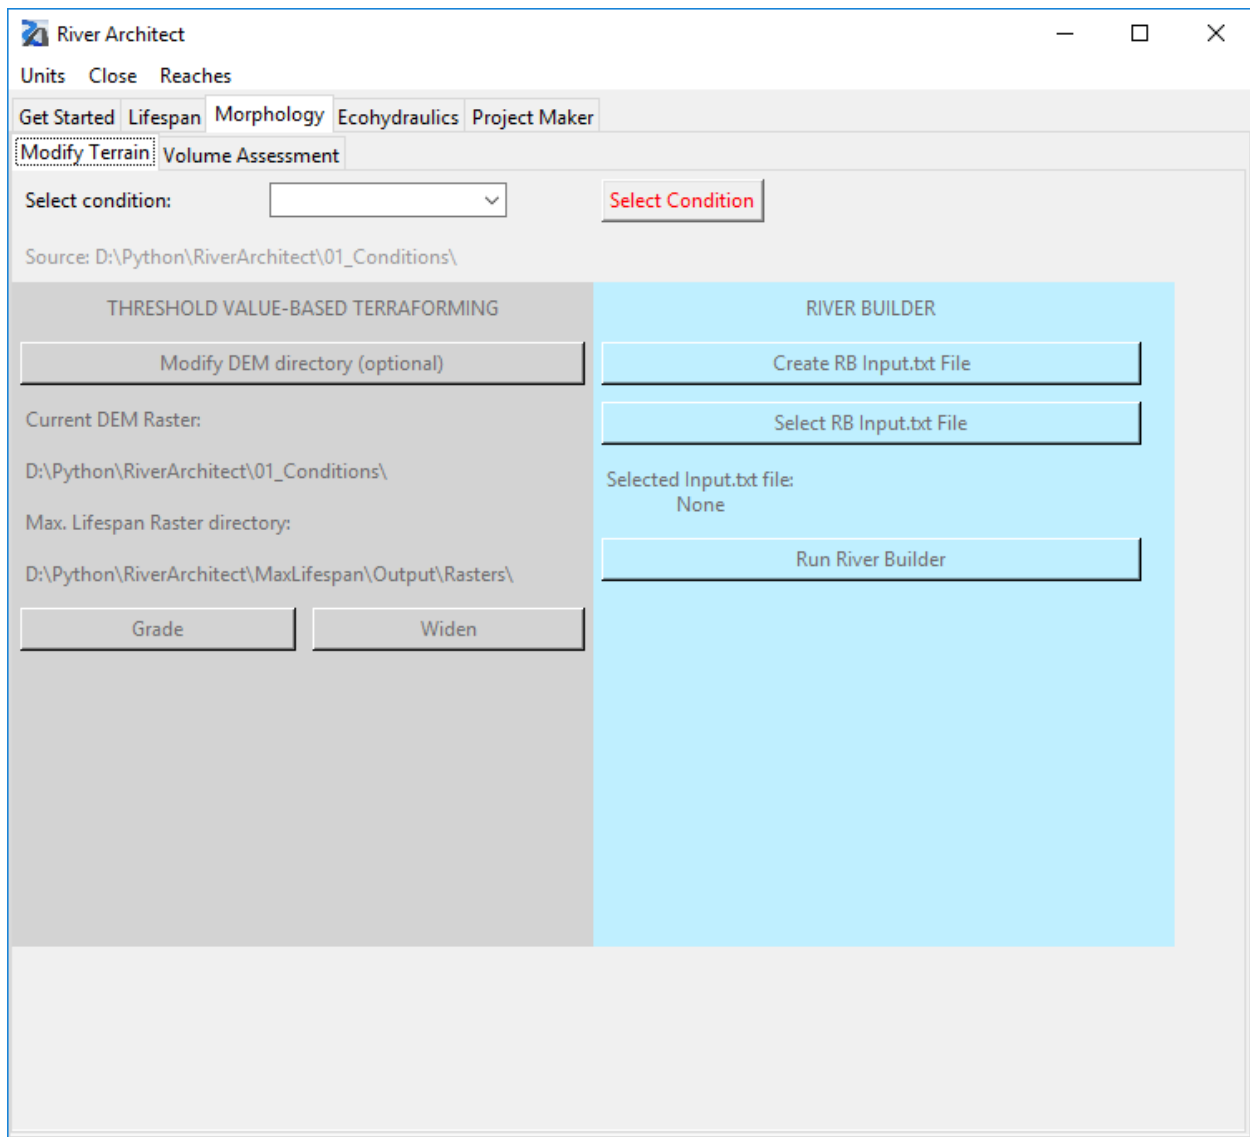 River Architect
Units Close Reaches
Get Started Lifespan Morphology Ecohydraulics Project Maker
Modify Terrain Volume Assessment
Select condition: Select Condition
Source: D:\Python\RiverArchitect\01_Conditions\
THRESHOLD VALUE-BASED TERRAFORMING
Modify DEM directory (optional)
Current DEM Raster:
D:\Python\RiverArchitect\01_Conditions\
Max. Lifespan Raster directory:
D:\Python\RiverArchitect\MaxLifespan\Output\Rasters\
Grade Widen
RIVER BUILDER
Create RB Input.txt File
Select RB Input.txt File
Selected Input.txt file:
None
Run River Builder